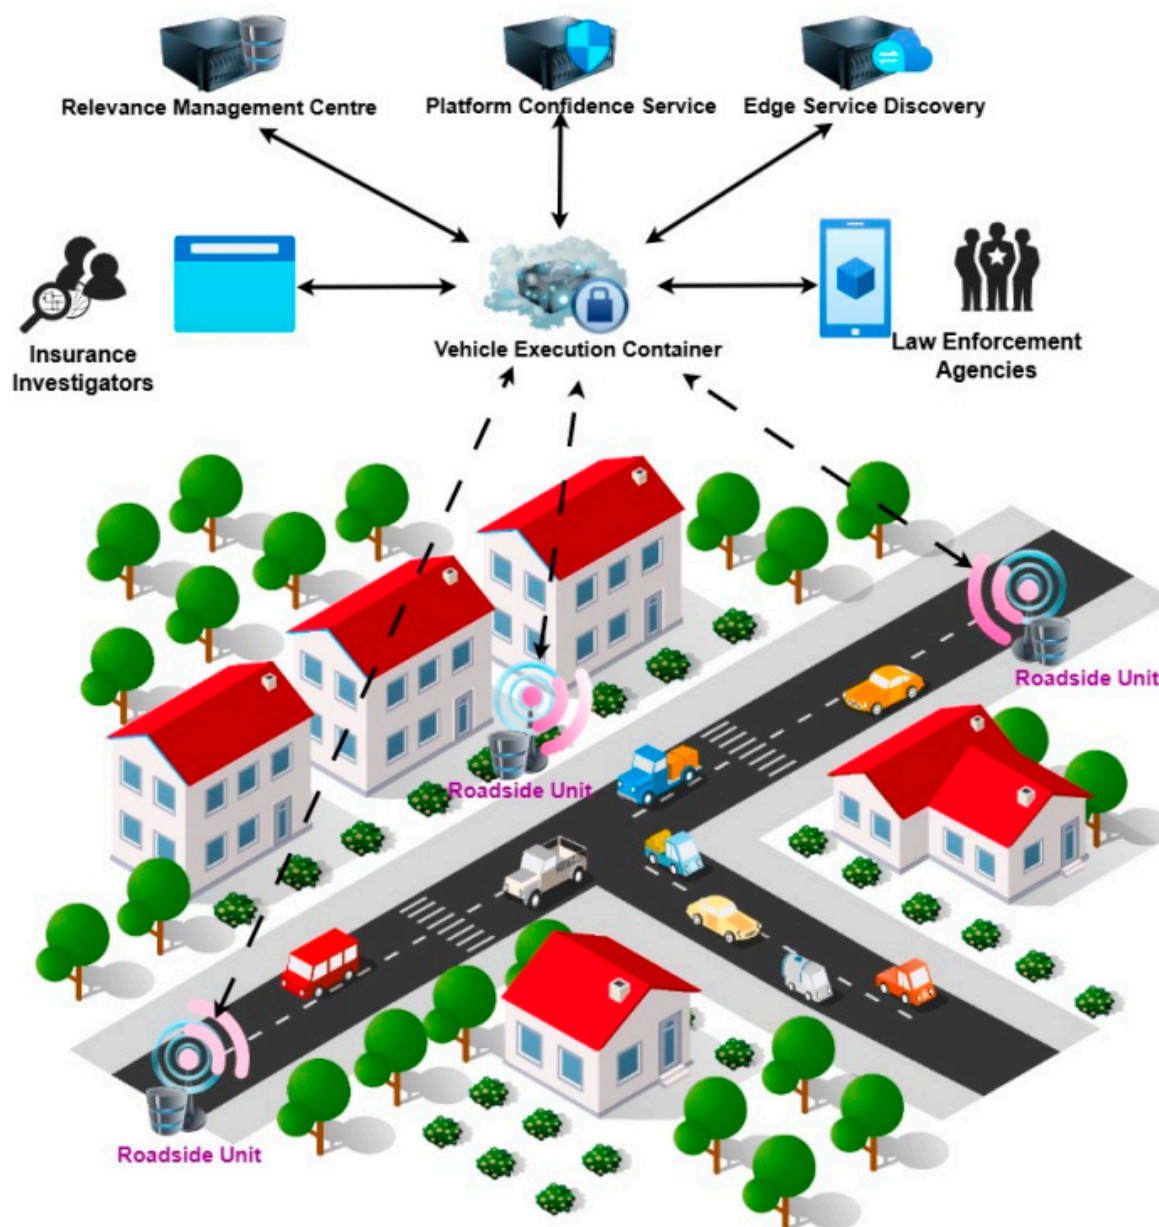 Relevance Management Centre
Platform Confidence Service
Edge Service Discovery
Insurance
Investigators
Vehicle Execution Container
Law Enforcement
Agencies
Roadside Unit
Roadside Unit
Roadside Unit